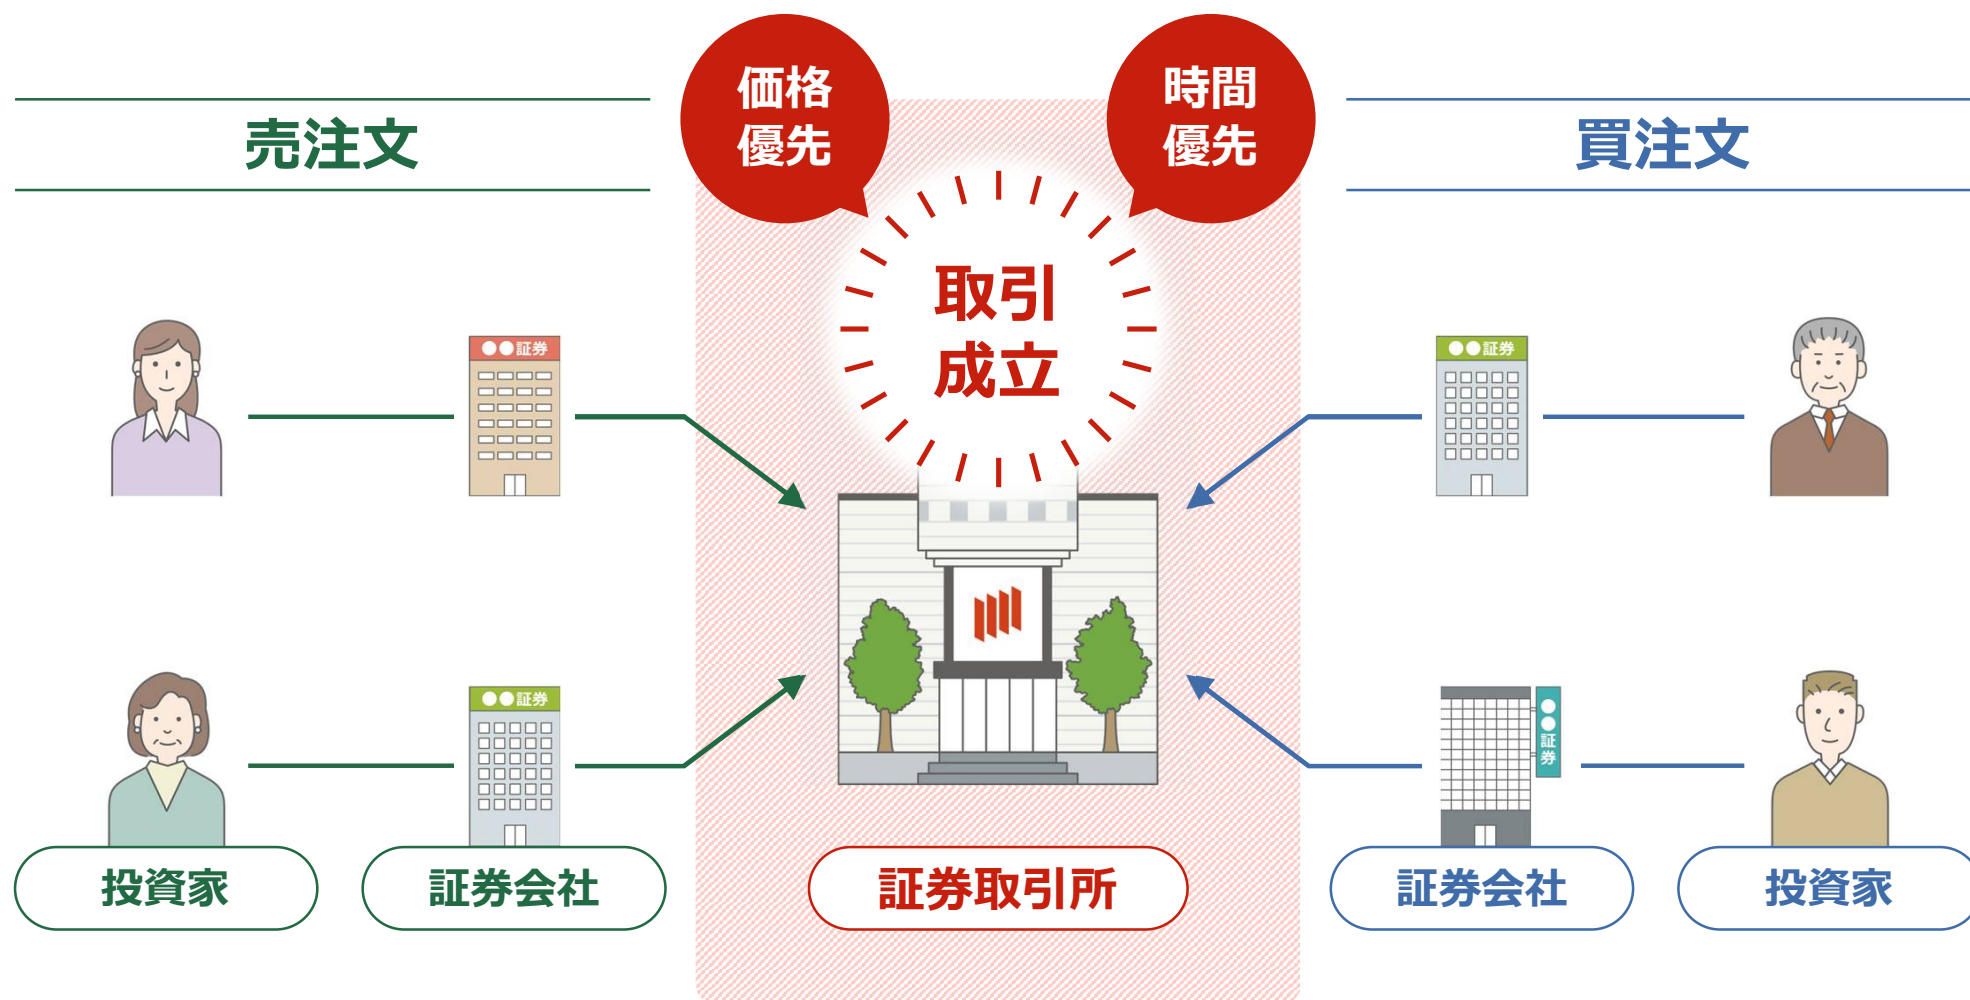 売注文
価格
優先
時間
優先
買注文
取引
成立
●●証券
●●証券
●●証券
●●証券
投資家
証券会社
証券取引所
証券会社
投資家